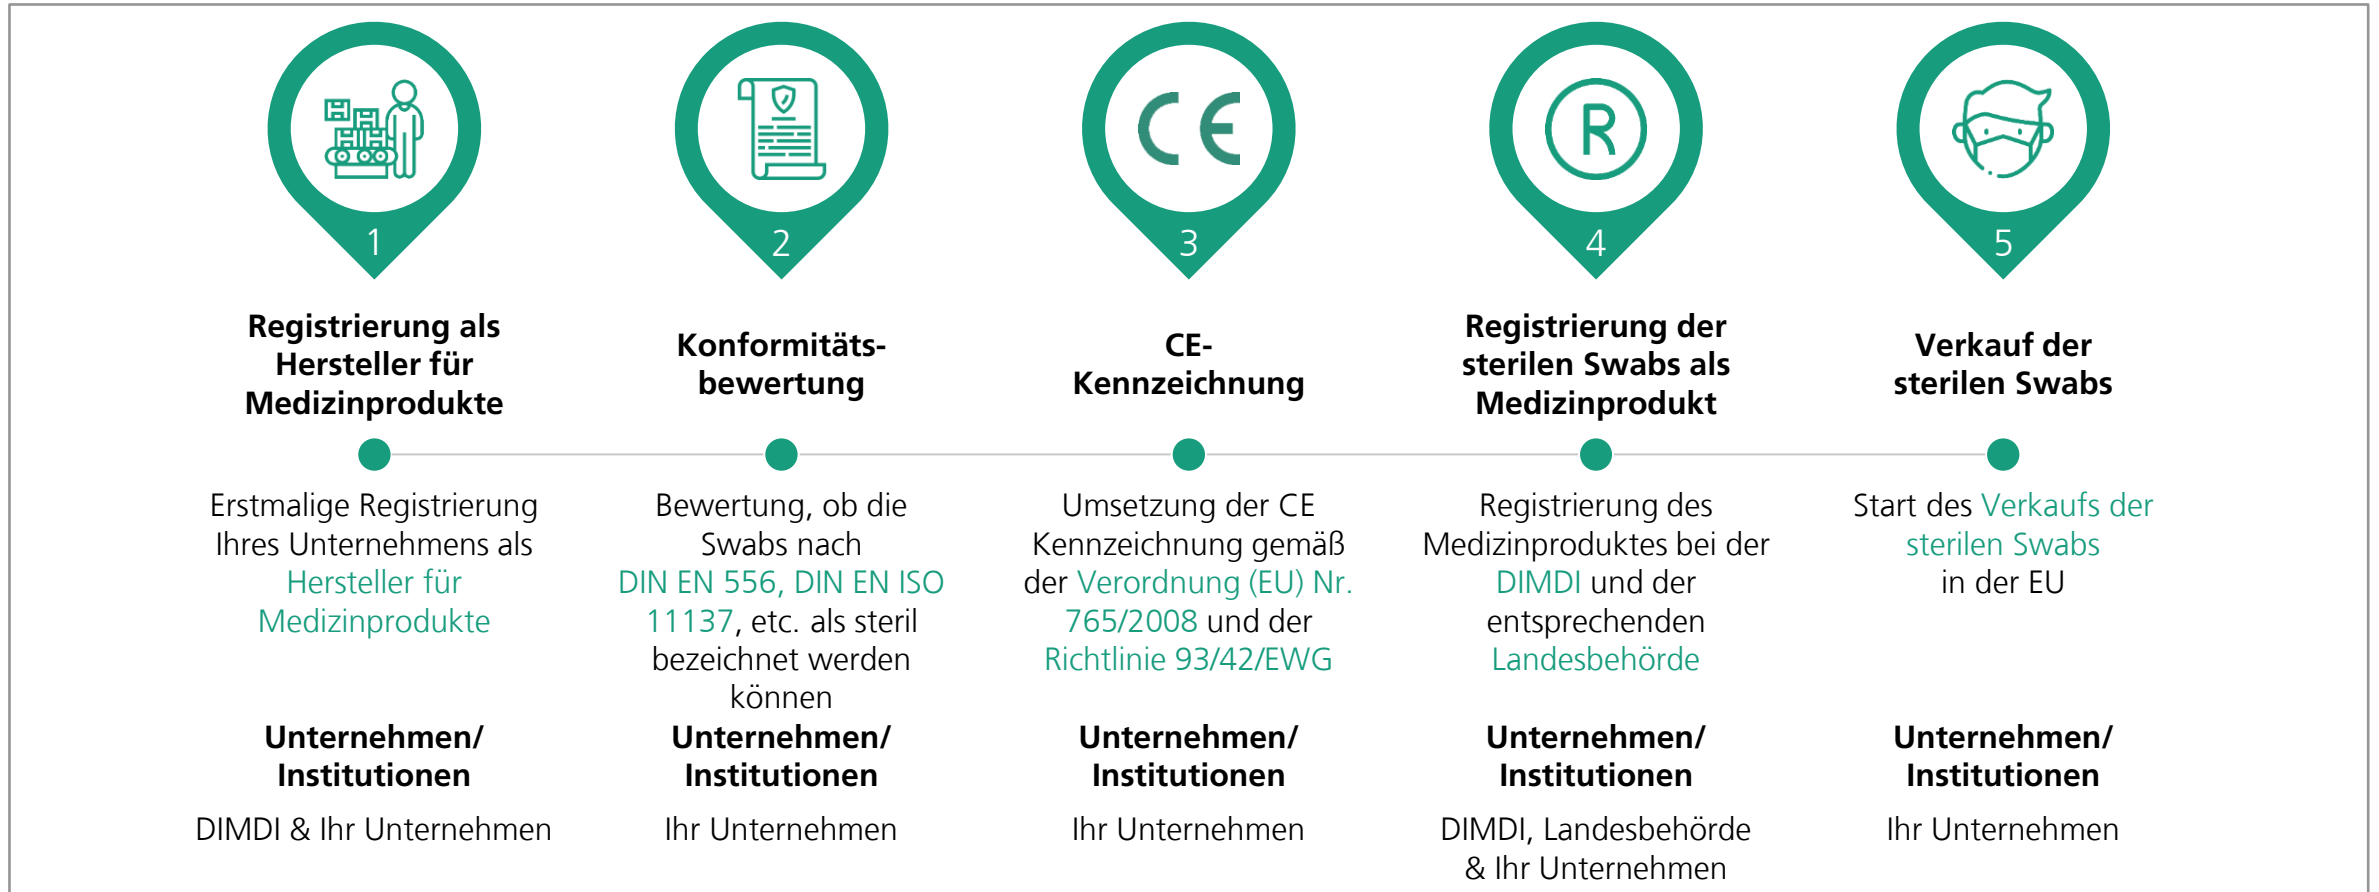 1
Registrierung als
Hersteller für
Medizinprodukte
Erstmalige Registrierung
Ihres Unternehmens als
Hersteller für
Medizinprodukte
Unternehmen/
Institutionen
DIMDI & Ihr Unternehmen
2
Konformitäts-
bewertung
Bewertung, ob die
Swabs nach
DIN EN 556, DIN EN ISO
11137, etc. als steril
bezeichnet werden
können
Unternehmen/
Institutionen
Ihr Unternehmen
CE
3
CE-
Kennzeichnung
Umsetzung der CE
Kennzeichnung gemäß
der Verordnung (EU) Nr.
765/2008 und der
Richtlinie 93/42/EWG
Unternehmen/
Institutionen
Ihr Unternehmen
R
4
Registrierung der
sterilen Swabs als
Medizinprodukt
Registrierung des
Medizinproduktes bei der
DIMDI und der
entsprechenden
Landesbehörde
Unternehmen/
Institutionen
DIMDI, Landesbehörde
& Ihr Unternehmen
5
Verkauf der
sterilen Swabs
Start des Verkaufs der
sterilen Swabs
in der EU
Unternehmen/
Institutionen
Ihr Unternehmen